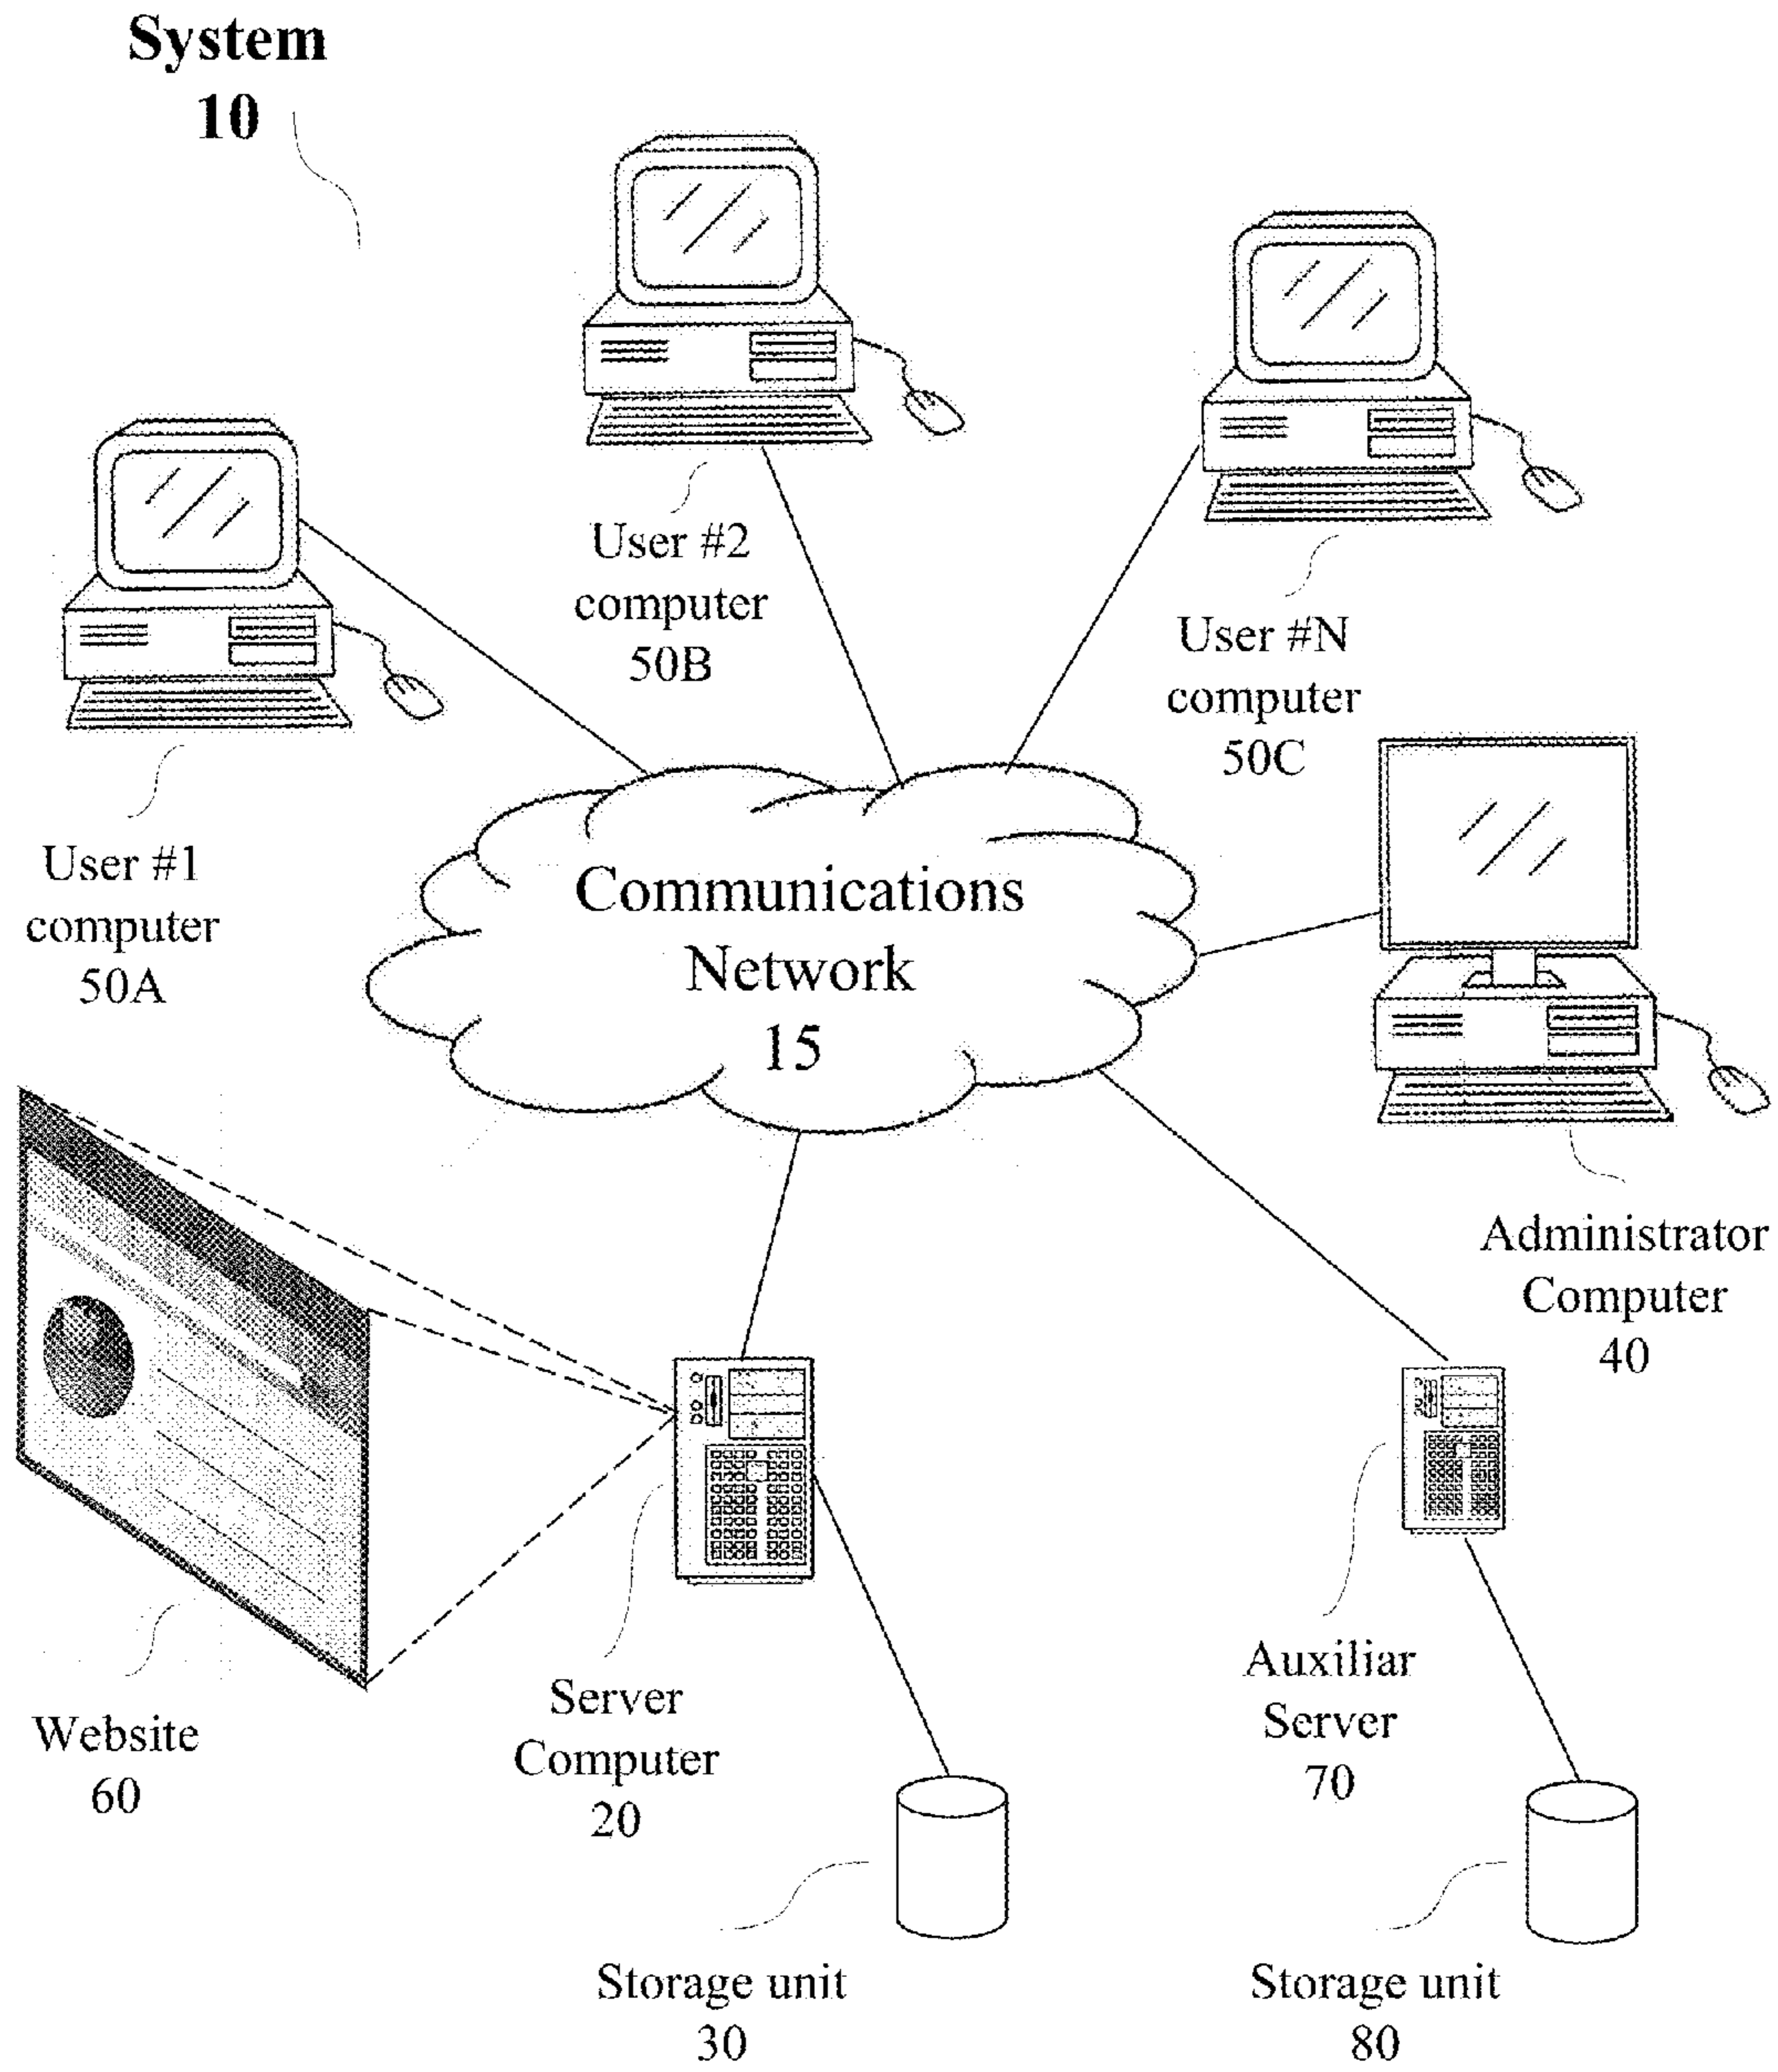 System
10
User #2
computer
50B
User #N
computer
50C
User #1
computer
50A
Communications
Network
15
Administrator
Computer
40
Website
60
Server
Computer
20
Auxiliar
Server
70
Storage unit
30
Storage unit
80